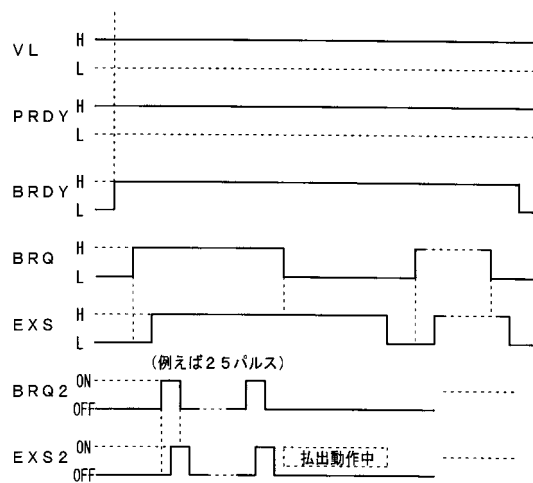 VL H
L
PRDY H
L
BRDY H
L
BRQ H
L
EXS H
L
(例えば25パルス)
BRQ2 ON
OFF
EXS2 ON
OFF
払出動作中